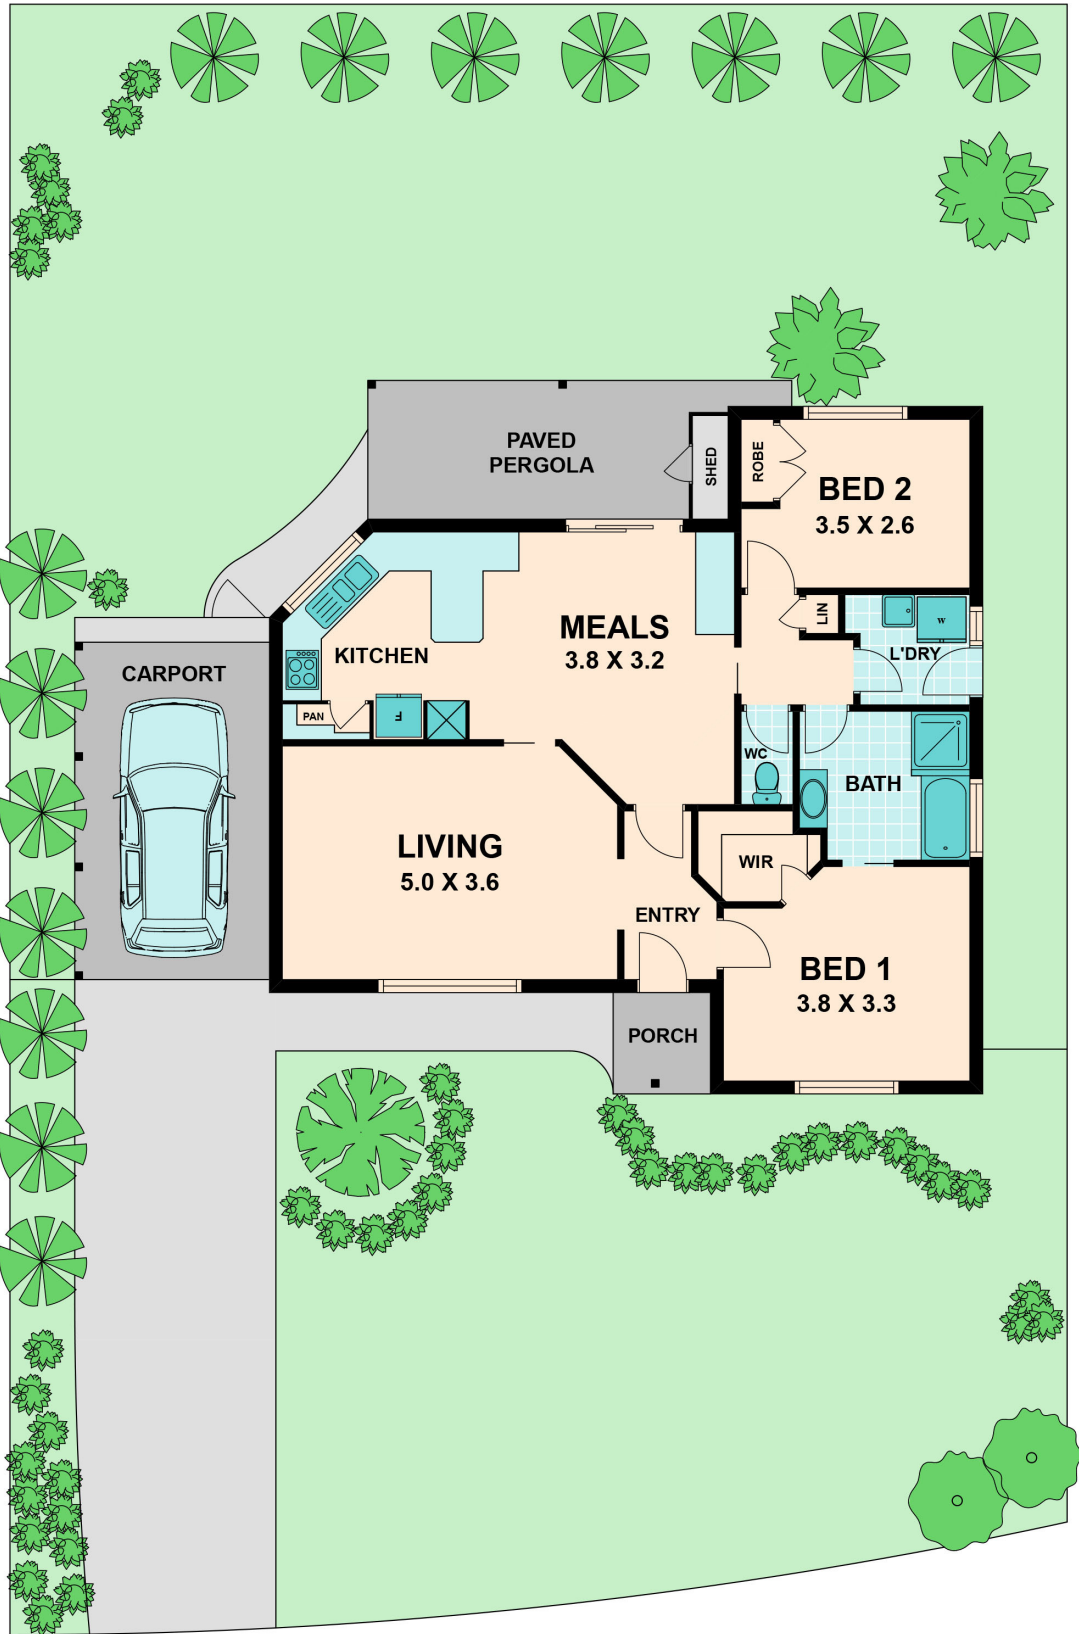 PAVED
PERGOLA
SHED
ROBE
BED 2
3.5 X 2.6
LIN
W
L'DRY
MEALS
3.8 X 3.2
KITCHEN
CARPORT
PAN
F
WC
BATH
LIVING
5.0 X 3.6
WIR
ENTRY
BED 1
3.8 X 3.3
PORCH